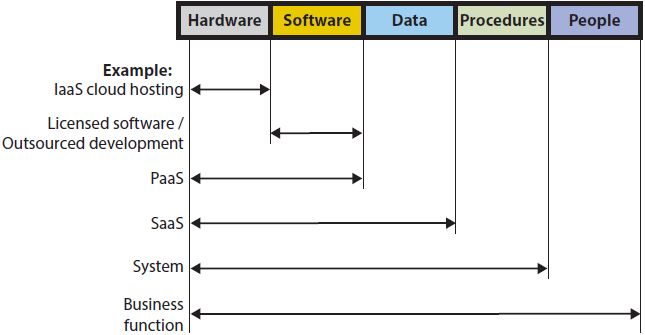 Hardware Software Data Procedures People
Example:
IaaS cloud hosting
Licensed software /
Outsourced development
PaaS
SaaS
System
Business
function